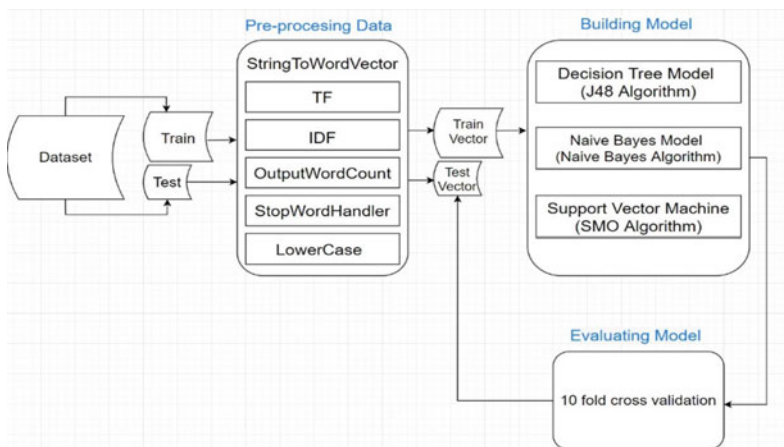 Pre-procesing Data
Building Model
StringToWordVector
TF
IDF
OutputWordCount
StopWordHandler
LowerCase
Dataset
Train
Test
Train
Vector
Test
Vector
Decision Tree Model
(J48 Algorithm)
Naive Bayes Model
(Naive Bayes Algorithm)
Support Vector Machine
(SMO Algorithm)
Evaluating Model
10 fold cross validation